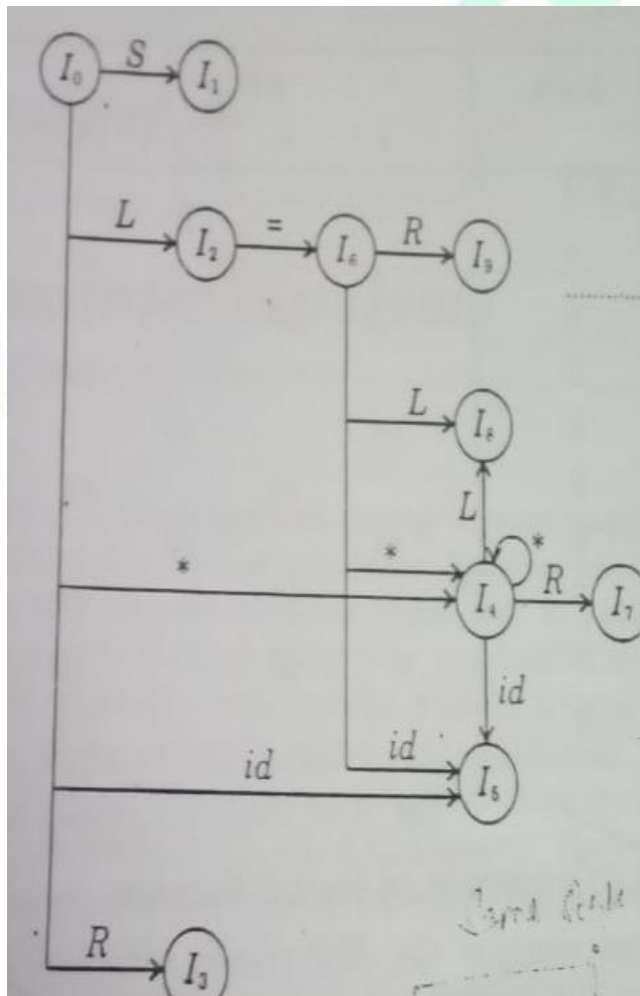 I₀ S I₁
L I₂ = I₆ R I₉
L I₈
L
* * I₄ * R I₇
id
id id I₅
R I₃